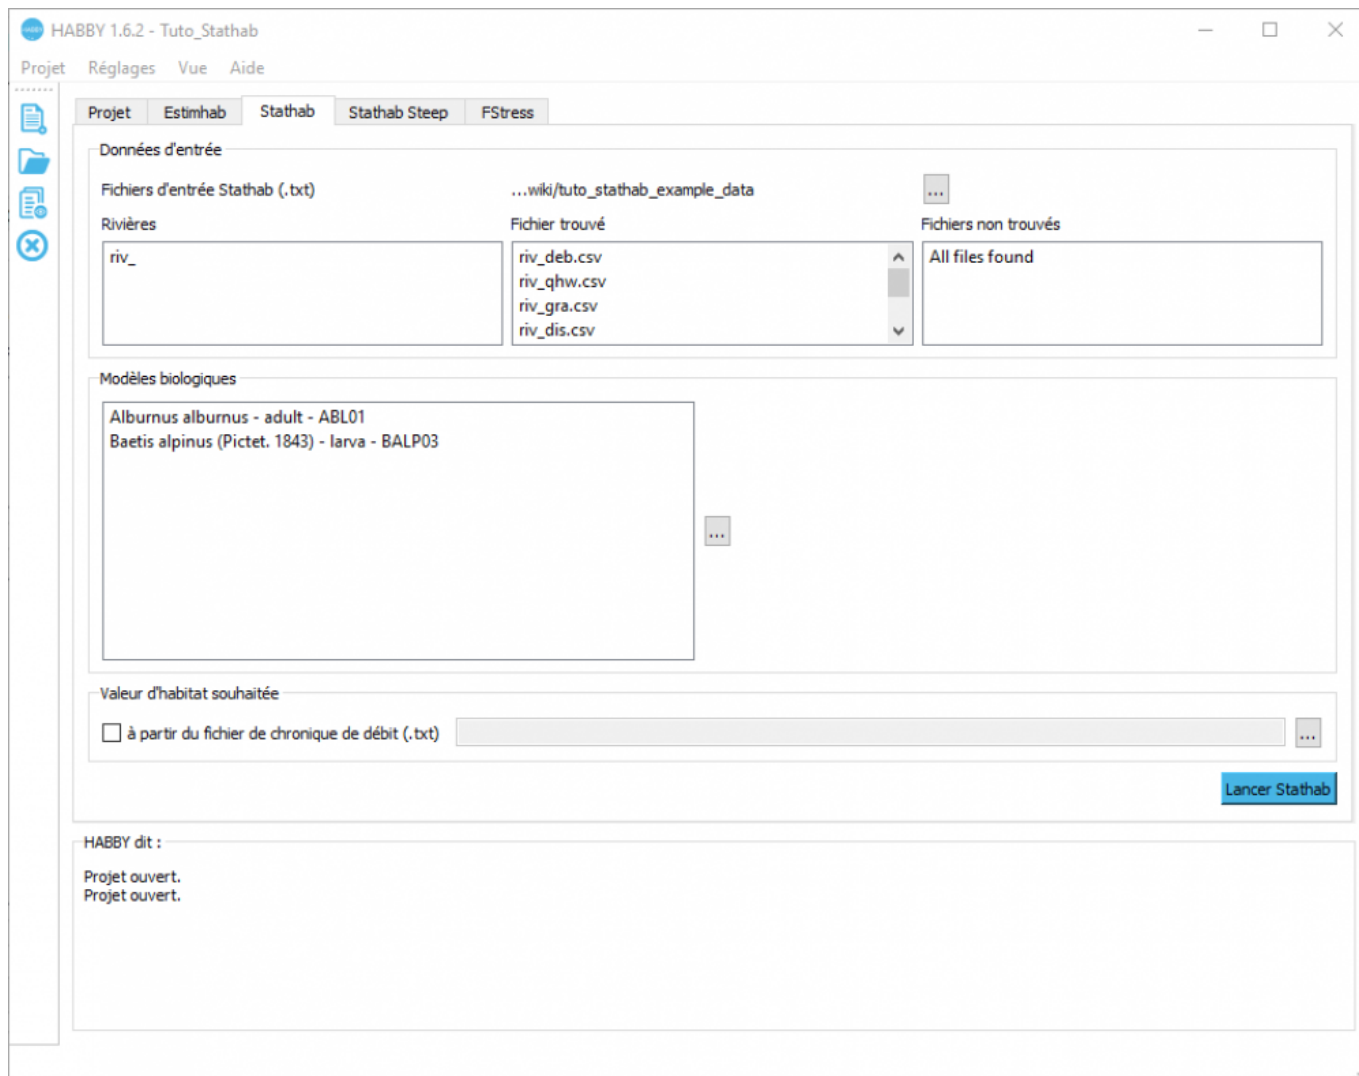 HABBY 1.6.2 - Tuto_Stathab
Projet Réglages Vue Aide
Projet Estimhab Stathab Stathab Steep FStress
Données d'entrée
Fichiers d'entrée Stathab (.txt) ...wiki/tuto_stathab_example_data ...
Rivières Fichier trouvé Fichiers non trouvés
riv_ riv_deb.csv All files found
riv_qhw.csv
riv_gra.csv
riv_dis.csv
Modèles biologiques
Alburnus alburnus - adult - ABL01
Baetis alpinus (Pictet. 1843) - larva - BALP03
...
Valeur d'habitat souhaitée
à partir du fichier de chronique de débit (.txt) ...
Lancer Stathab
HABBY dit :
Projet ouvert.
Projet ouvert.